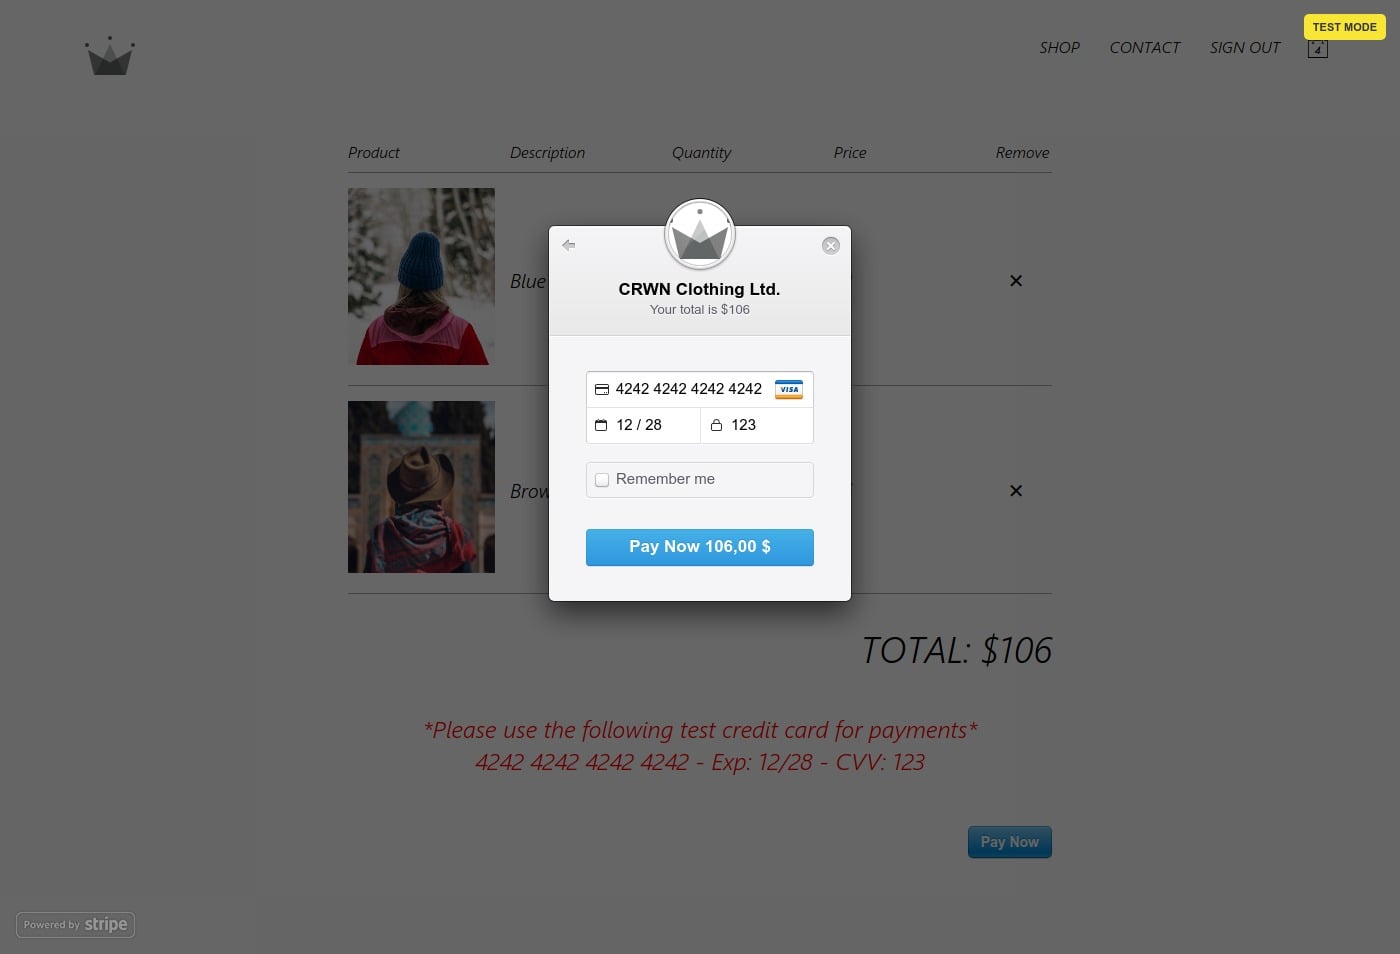 TEST MODE
SHOP CONTACT SIGN OUT 4
Product Description Quantity Price Remove
Blue ✕
CRWN Clothing Ltd.
Your total is $106
4242 4242 4242 4242 VISA
12 / 28 123
Remember me
Pay Now 106,00 $
✕
TOTAL: $106
*Please use the following test credit card for payments*
4242 4242 4242 4242 - Exp: 12/28 - CVV: 123
Pay Now
Powered by stripe